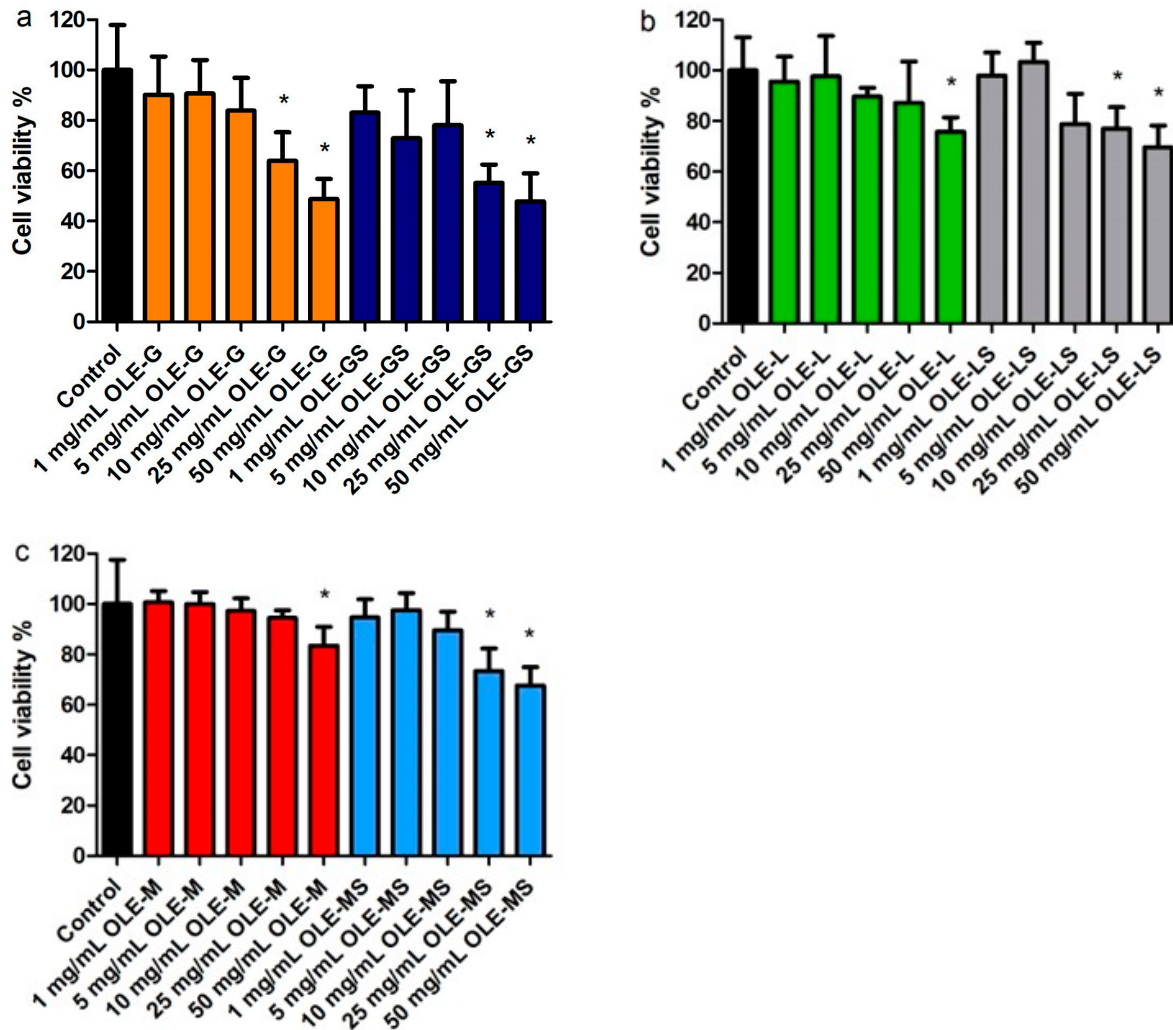 a
120
100
80
60
40
20
0
Cell viability %
* * * *
Control
1 mg/mL OLE-G
5 mg/mL OLE-G
10 mg/mL OLE-G
25 mg/mL OLE-G
50 mg/mL OLE-G
1 mg/mL OLE-GS
5 mg/mL OLE-GS
10 mg/mL OLE-GS
25 mg/mL OLE-GS
50 mg/mL OLE-GS
b
120
100
80
60
40
20
0
Cell viability %
* * *
Control
1 mg/mL OLE-L
5 mg/mL OLE-L
10 mg/mL OLE-L
25 mg/mL OLE-L
50 mg/mL OLE-L
1 mg/mL OLE-LS
5 mg/mL OLE-LS
10 mg/mL OLE-LS
25 mg/mL OLE-LS
50 mg/mL OLE-LS
c
120
100
80
60
40
20
0
Cell viability %
* * *
Control
1 mg/mL OLE-M
5 mg/mL OLE-M
10 mg/mL OLE-M
25 mg/mL OLE-M
50 mg/mL OLE-M
1 mg/mL OLE-MS
5 mg/mL OLE-MS
10 mg/mL OLE-MS
25 mg/mL OLE-MS
50 mg/mL OLE-MS